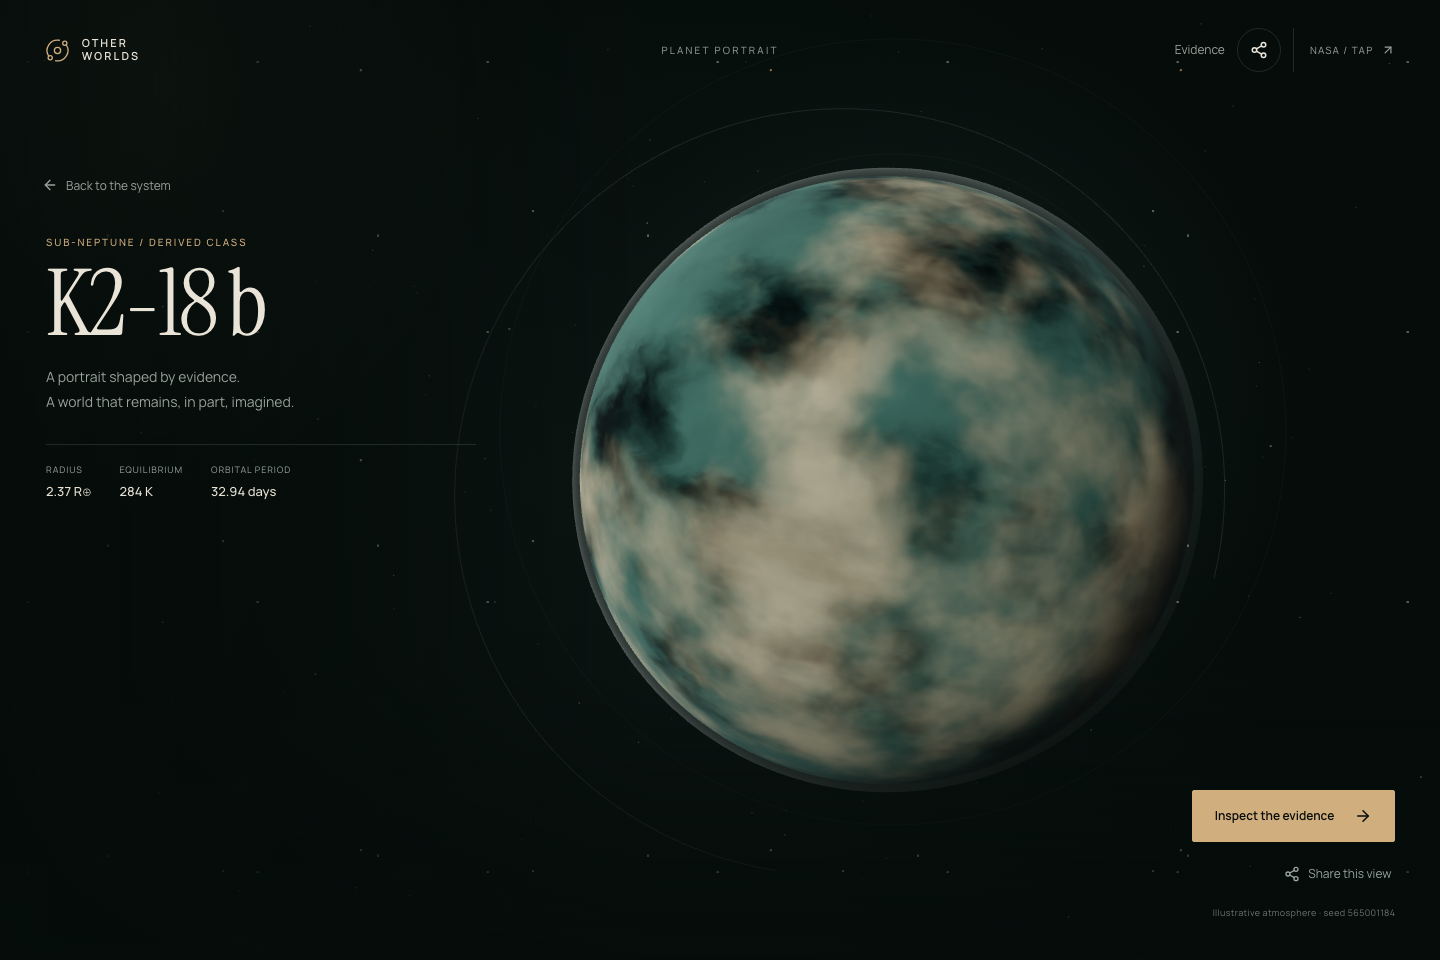 OTHER
WORLDS
PLANET PORTRAIT
Evidence
NASA / TAP
Back to the system
SUB-NEPTUNE / DERIVED CLASS
K2-18 b
A portrait shaped by evidence.
A world that remains, in part, imagined.
RADIUS EQUILIBRIUM ORBITAL PERIOD
2.37 R⊕ 284 K 32.94 days
Inspect the evidence
Share this view
Illustrative atmosphere · seed 565001184